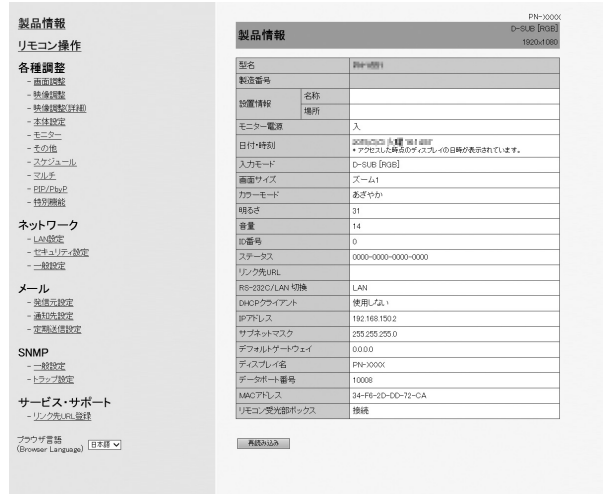 製品情報
リモコン操作
各種調整
- 画面調整
- 映像調整
- 映像調整(詳細)
- 本体設定
- モニター
- その他
- スケジュール
- マルチ
- PIP/PbyP
- 特別機能
ネットワーク
- LAN設定
- セキュリティ設定
- 一般設定
メール
- 発信元設定
- 通知先設定
- 定期送信設定
SNMP
- 一般設定
- トラップ設定
サービス・サポート
- リンク先URL登録
ブラウザ言語
(Browser Language) 日本語
PN-XXXX
製品情報 D-SUB [RGB]
1920x1080
型名
製造番号
設置情報 名称
場所
モニター電源 入
日付・時刻
* アクセスした時点のディスプレイの日時が表示されています。
入力モード D-SUB [RGB]
画面サイズ ズーム1
カラーモード あざやか
明るさ 31
音量 14
ID番号 0
ステータス 0000-0000-0000-0000
リンク先URL
RS-232C/LAN 切換 LAN
DHCPクライアント 使用しない
IPアドレス 192.168.150.2
サブネットマスク 255.255.255.0
デフォルトゲートウェイ 0.0.0.0
ディスプレイ名 PN-XXXX
データポート番号 10008
MACアドレス 34-F6-2D-DD-72-CA
リモコン受光部ボックス 接続
再読み込み